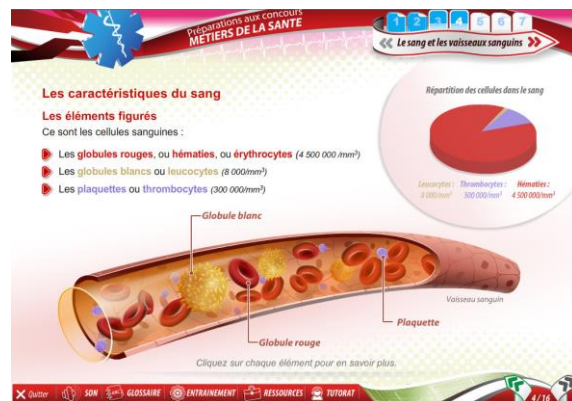 Préparations aux concours
MÉTIERS DE LA SANTE
1 2 3 4 5 6 7
Le sang et les vaisseaux sanguins
Les caractéristiques du sang
Les éléments figurés
Ce sont les cellules sanguines :
Les globules rouges, ou hématies, ou érythrocytes (4 500 000 /mm³)
Les globules blancs ou leucocytes (8 000/mm³)
Les plaquettes ou thrombocytes (300 000/mm³)
Répartition des cellules dans le sang
Leucocytes : Thrombocytes : Hématies :
8 000/mm³ 300 000/mm³ 4 500 000/mm³
Globule blanc
Vaisseau sanguin
Plaquette
Globule rouge
Cliquez sur chaque élément pour en savoir plus.
Quitter SON GLOSSAIRE ENTRAINEMENT RESSOURCES TUTORAT 4/16